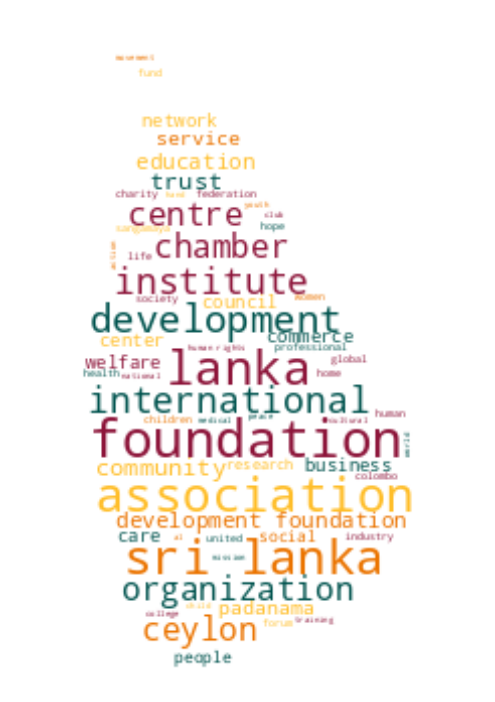 movement
fund
network
service
education
trust
charity
federation
youth
centre
club
hope
sangamaya
chamber
action
life
institute
society
council
women
development
commerce
center
human rights
professional
welfare
lanka
global
health
national
home
international
children
medical
peace
cultural
human
foundation
world
community
research
business
colombo
association
development foundation
care
al
united
social
industry
sri lanka
mission
organization
child
padanama
college
ceylon
forum
training
people